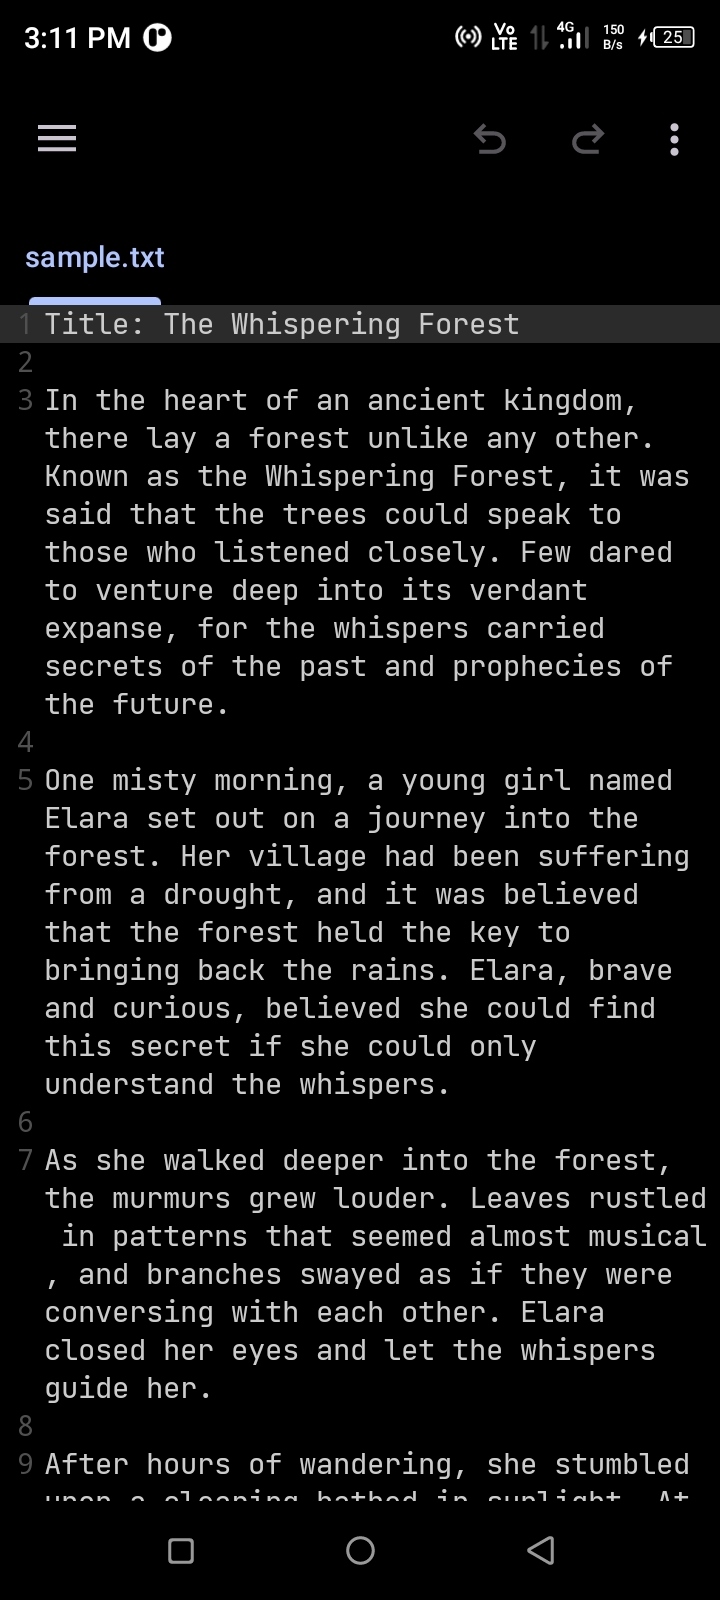 3:11 PM
Vo LTE 4G 150 B/s 25
sample.txt
1 Title: The Whispering Forest
2
3 In the heart of an ancient kingdom,
there lay a forest unlike any other.
Known as the Whispering Forest, it was
said that the trees could speak to
those who listened closely. Few dared
to venture deep into its verdant
expanse, for the whispers carried
secrets of the past and prophecies of
the future.
4
5 One misty morning, a young girl named
Elara set out on a journey into the
forest. Her village had been suffering
from a drought, and it was believed
that the forest held the key to
bringing back the rains. Elara, brave
and curious, believed she could find
this secret if she could only
understand the whispers.
6
7 As she walked deeper into the forest,
the murmurs grew louder. Leaves rustled
in patterns that seemed almost musical
, and branches swayed as if they were
conversing with each other. Elara
closed her eyes and let the whispers
guide her.
8
9 After hours of wandering, she stumbled
upon a clearing bathed in sunlight. At